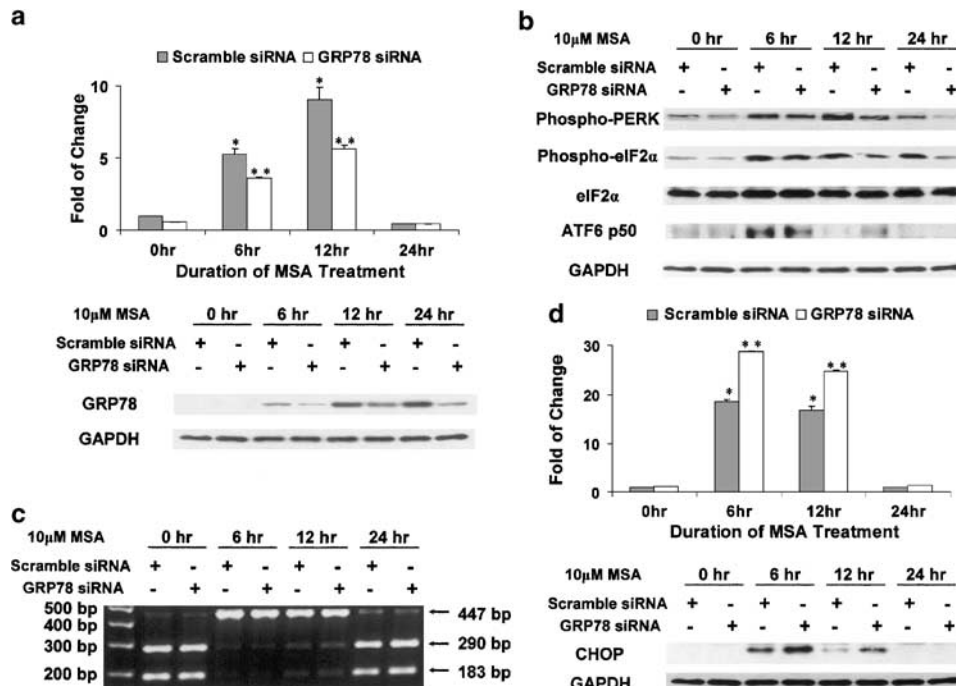 a
Scramble siRNA GRP78 siRNA
10
5
0
Fold of Change
*
**
*
**
0hr 6hr 12hr 24hr
Duration of MSA Treatment
10μM MSA 0 hr 6 hr 12 hr 24 hr
Scramble siRNA + - + - + - + -
GRP78 siRNA - + - + - + - +
GRP78
GAPDH
b
10μM MSA 0 hr 6 hr 12 hr 24 hr
Scramble siRNA + - + - + - + -
GRP78 siRNA - + - + - + - +
Phospho-PERK
Phospho-eIF2α
eIF2α
ATF6 p50
GAPDH
c
10μM MSA 0 hr 6 hr 12 hr 24 hr
Scramble siRNA + - + - + - + -
GRP78 siRNA - + - + - + - +
500 bp
400 bp
300 bp
200 bp
← 447 bp
← 290 bp
← 183 bp
d
Scramble siRNA GRP78 siRNA
30
20
10
0
Fold of Change
*
**
*
**
0hr 6hr 12hr 24hr
Duration of MSA Treatment
10μM MSA 0 hr 6 hr 12 hr 24 hr
Scramble siRNA + - + - + - + -
GRP78 siRNA - + - + - + - +
CHOP
GAPDH